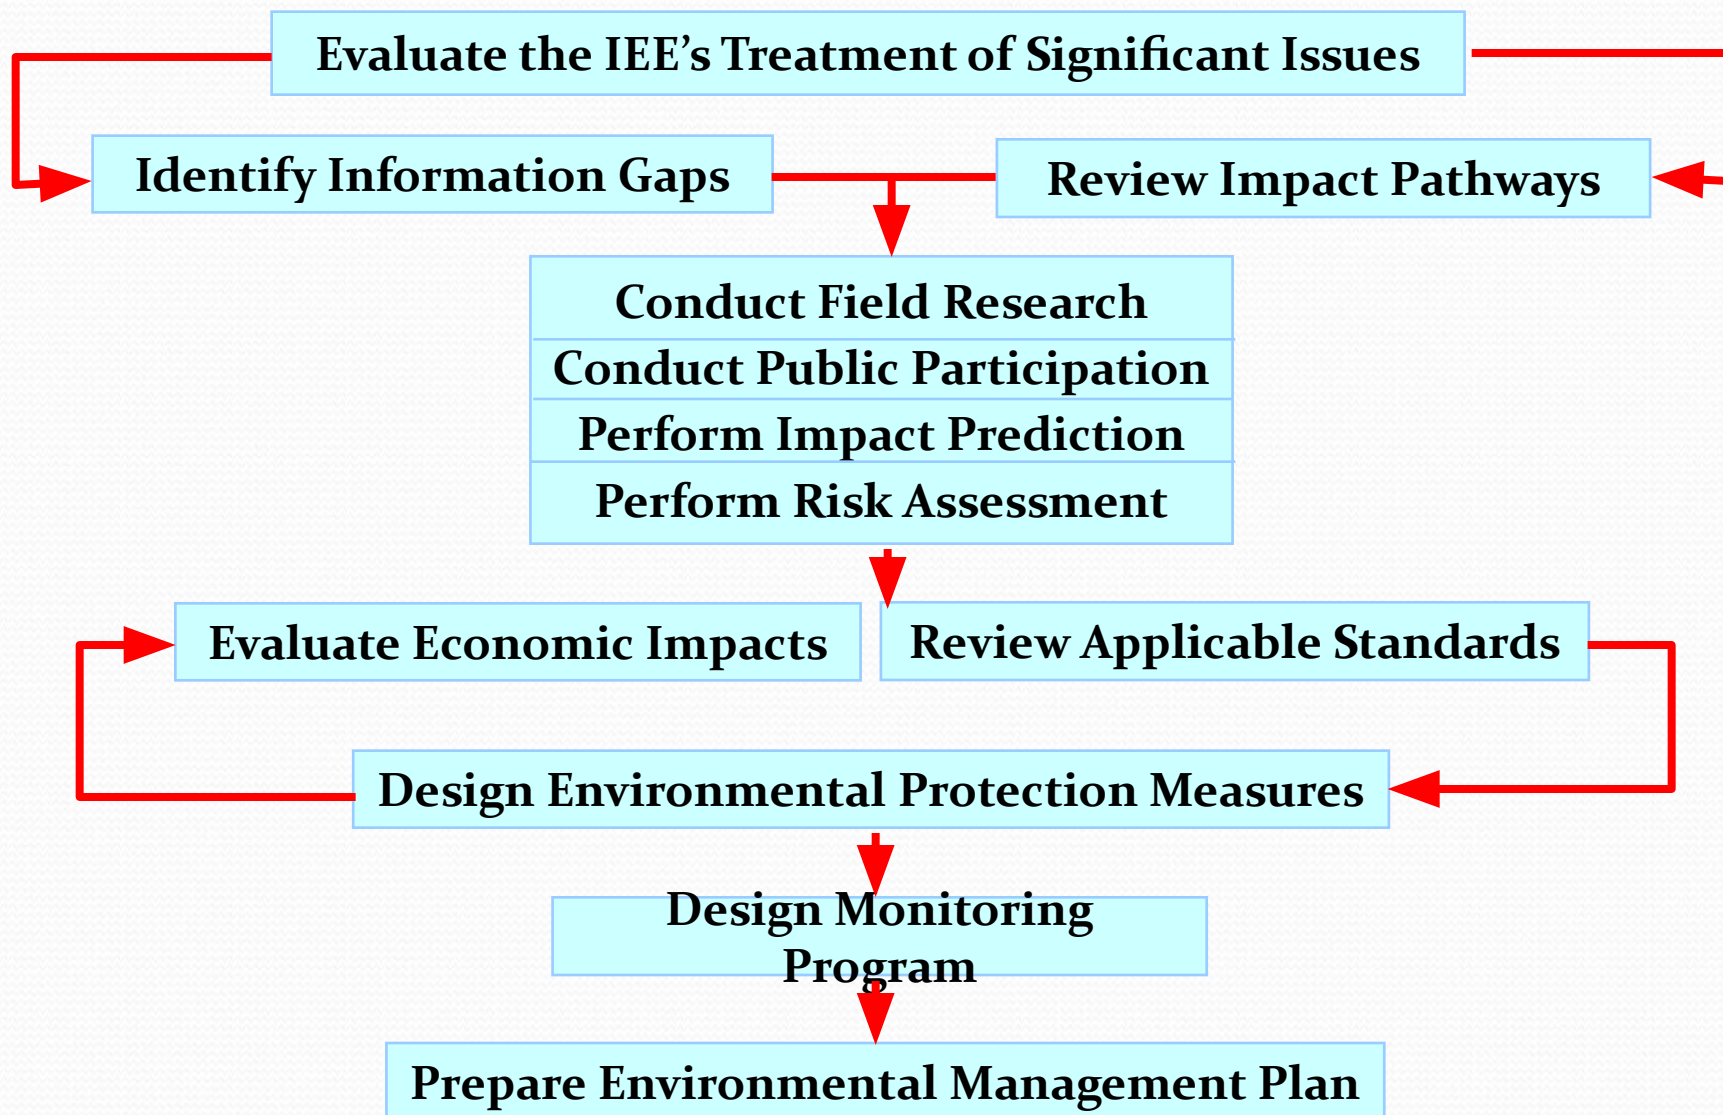 Evaluate the IEE’s Treatment of Significant Issues
Identify Information Gaps
Review Impact Pathways
Conduct Field Research
Conduct Public Participation
Perform Impact Prediction
Perform Risk Assessment
Evaluate Economic Impacts
Review Applicable Standards
Design Environmental Protection Measures
Design Monitoring
Program
Prepare Environmental Management Plan